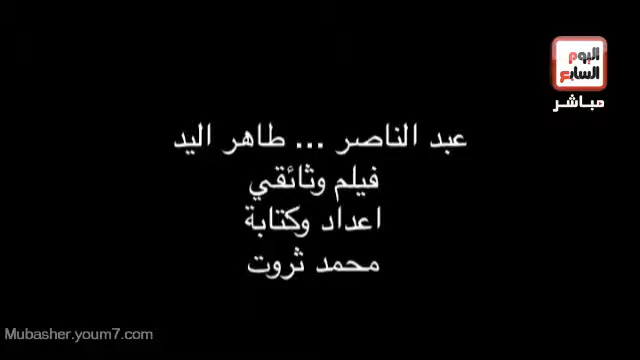 اليوم
السابع
مباشر
عبد الناصر ... طاهر اليد
فيلم وثائقي
اعداد وكتابة
محمد ثروت
Mubasher.youm7.com